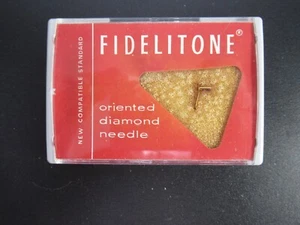 FIDELITONE®
oriented
diamond
needle
NEW COMPATIBLE STANDARD